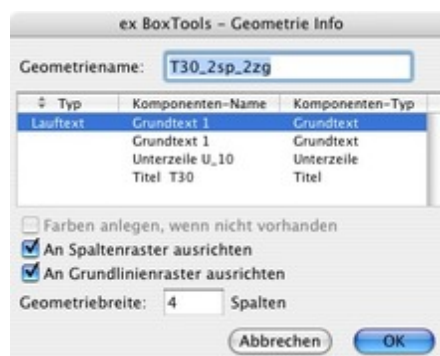 ex BoxTools – Geometrie Info
Geometriename: T30_2sp_2zg
Typ Komponenten-Name Komponenten-Typ
Lauftext Grundtext 1 Grundtext
Grundtext 1 Grundtext
Unterzeile U_10 Unterzeile
Titel T30 Titel
Farben anlegen, wenn nicht vorhanden
An Spaltenraster ausrichten
An Grundlinienraster ausrichten
Geometriebreite: 4 Spalten
Abbrechen OK